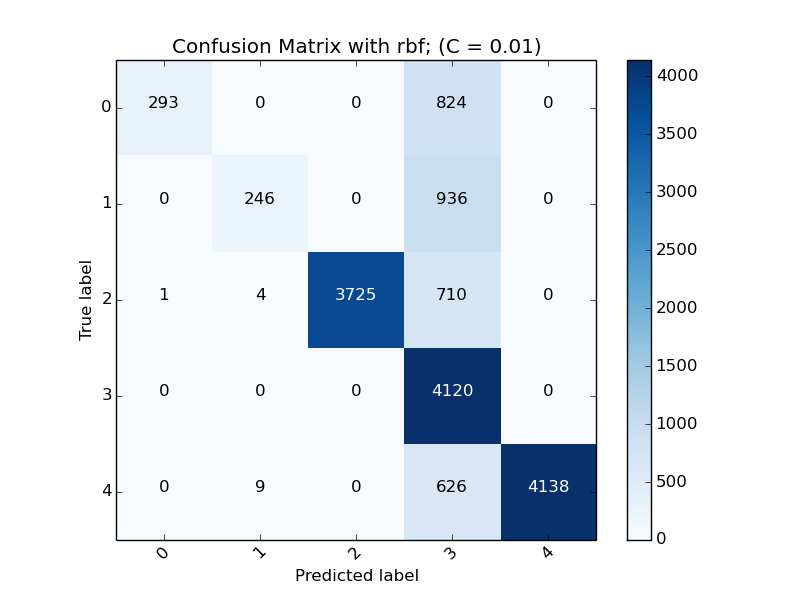 Confusion Matrix with rbf; (C = 0.01)
0 293 0 0 824 0
1 0 246 0 936 0
2 1 4 3725 710 0
3 0 0 0 4120 0
4 0 9 0 626 4138
0 1 2 3 4
True label
Predicted label
4000
3500
3000
2500
2000
1500
1000
500
0